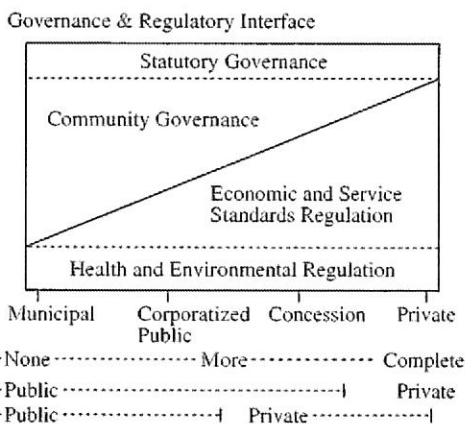 Governance & Regulatory Interface
Statutory Governance
Community Governance
Economic and Service
Standards Regulation
Health and Environmental Regulation
Municipal Corporatized Concession Private
Public
None More Complete
Public Private
Public Private